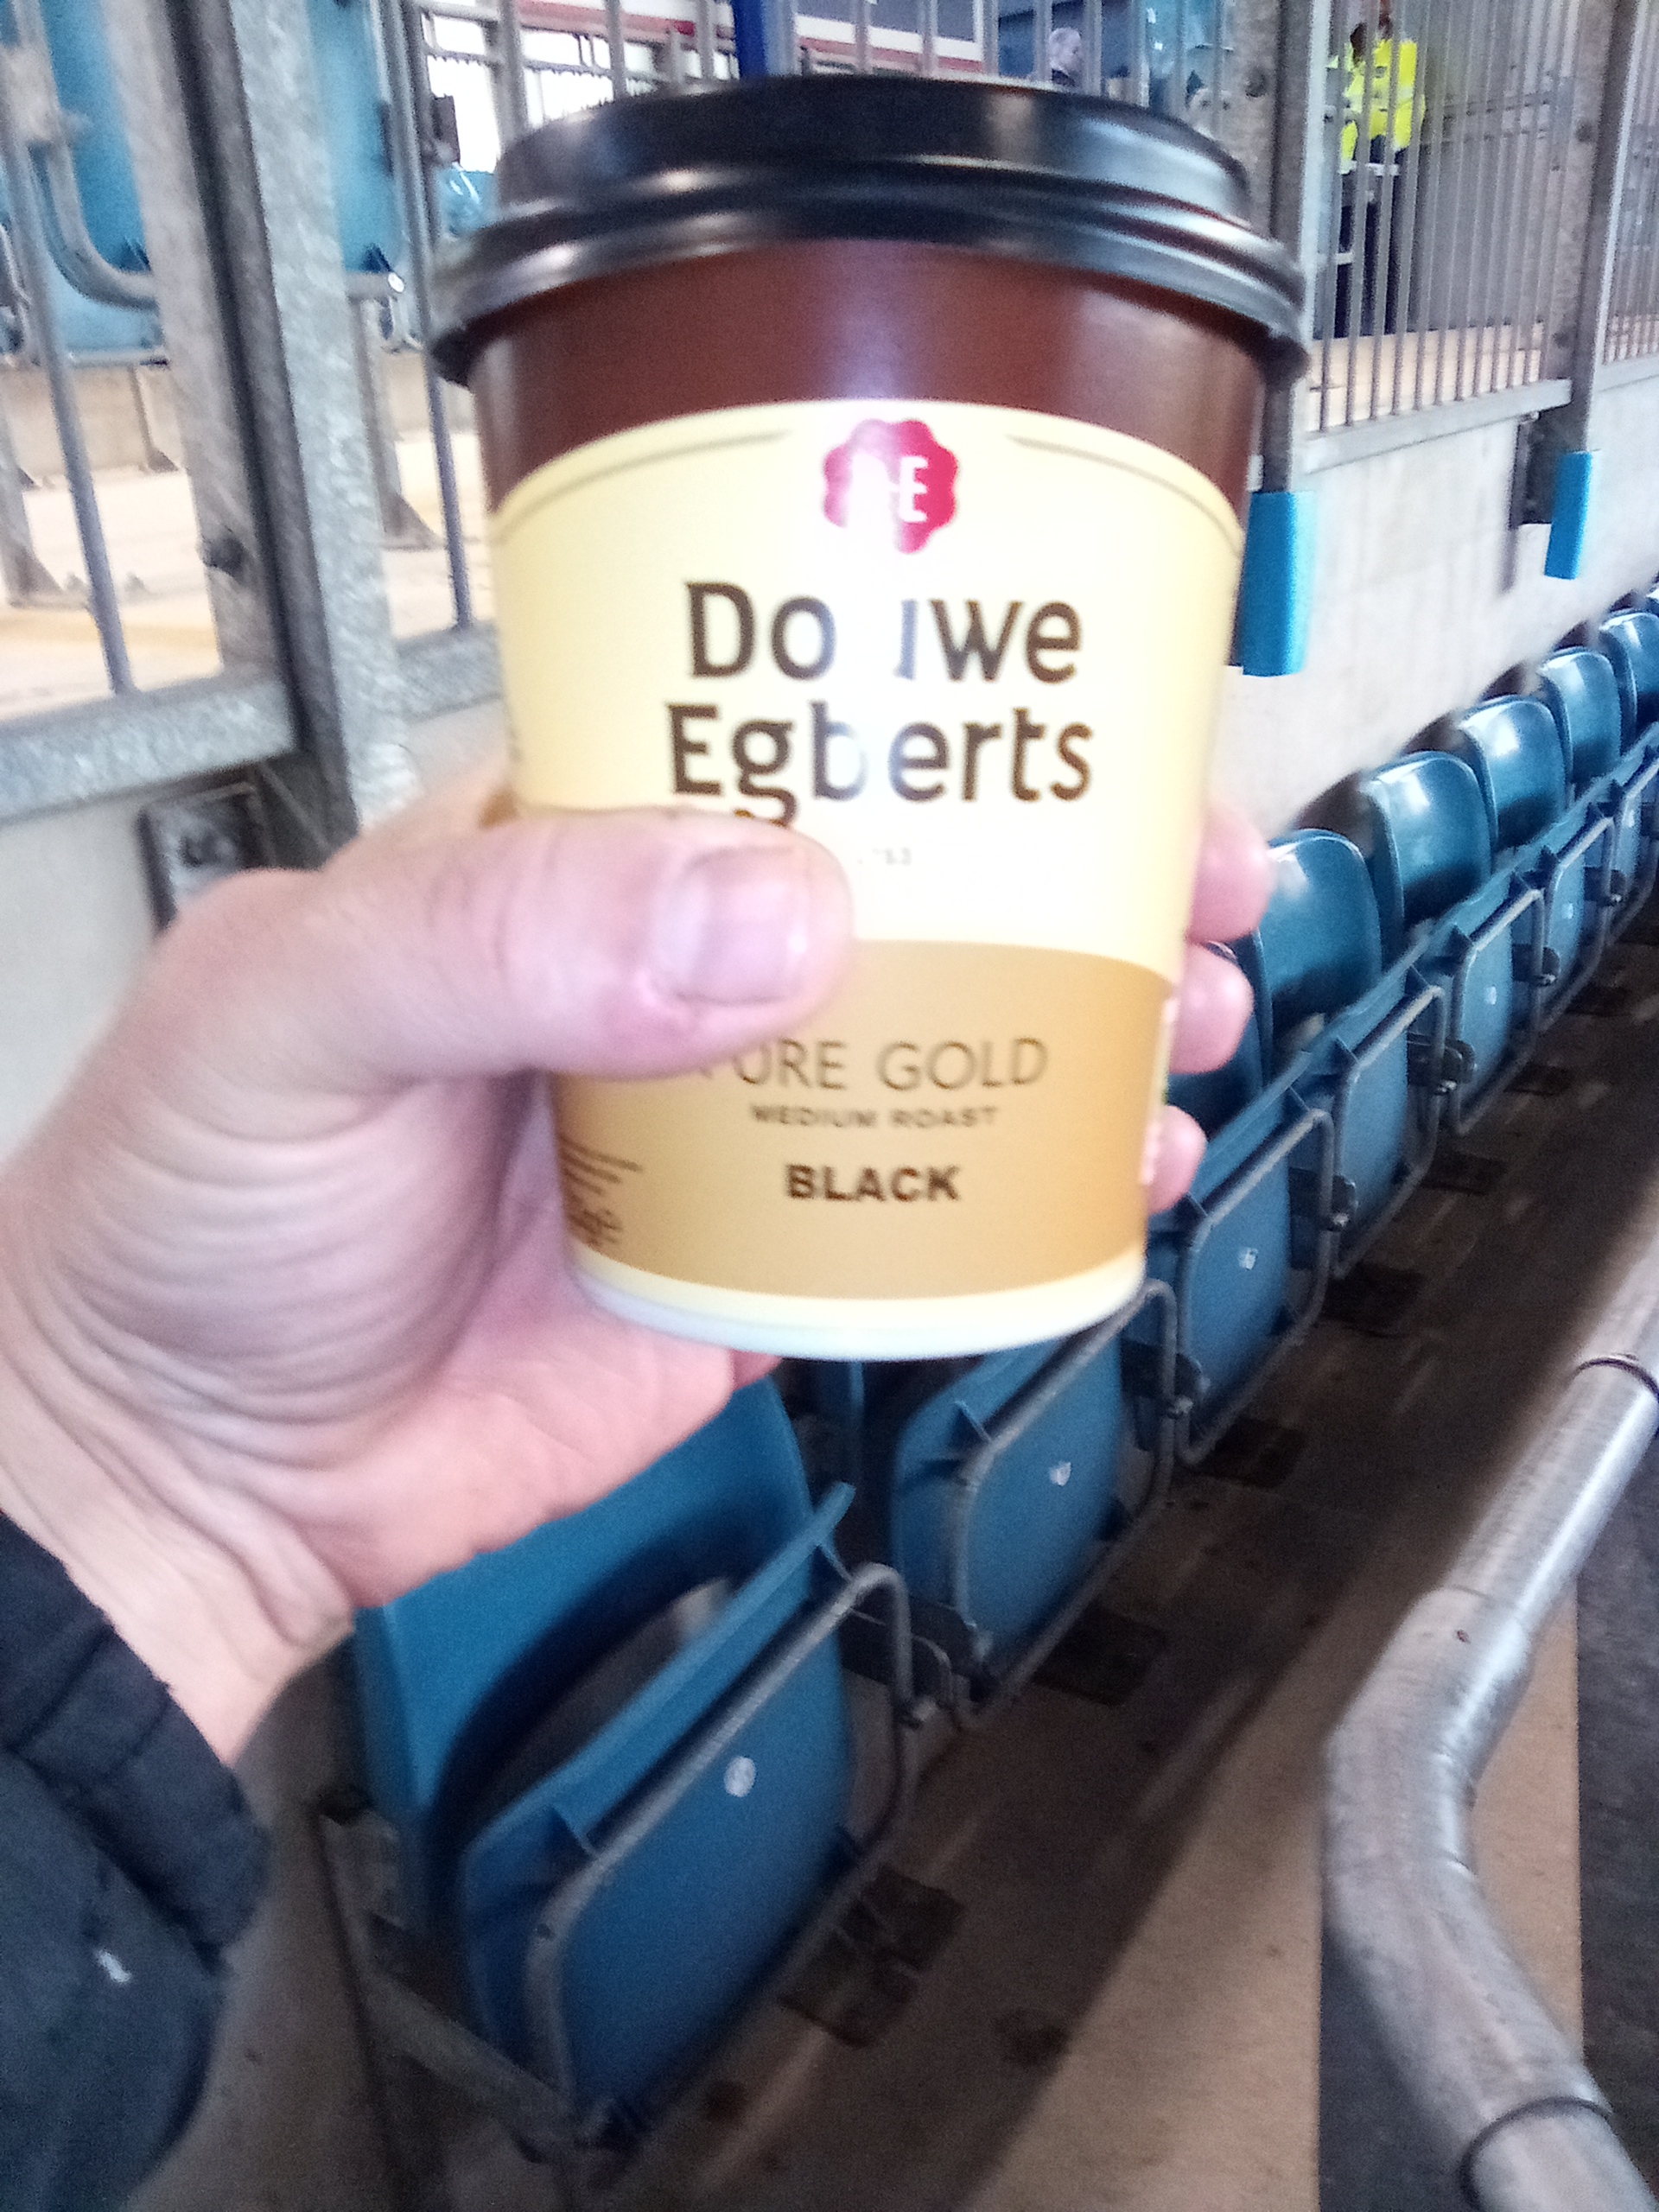 DE
Douwe
Egberts
PURE GOLD
MEDIUM ROAST
BLACK